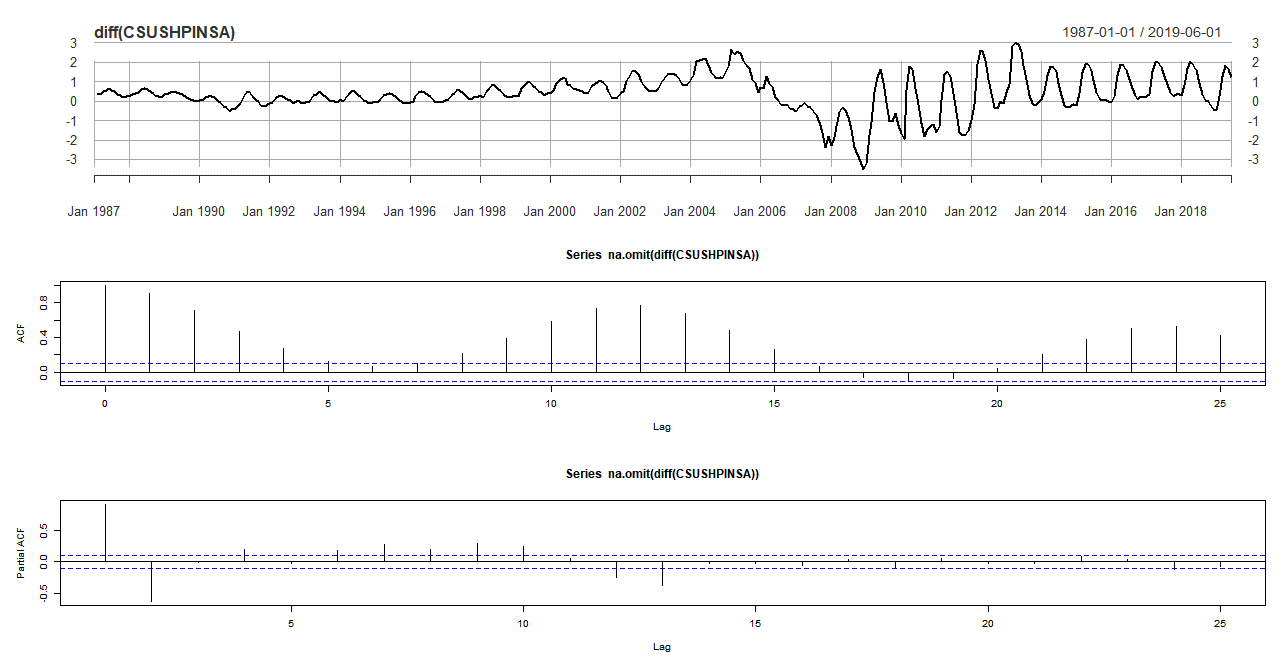 diff(CSUSHPINSA) 1987-01-01 / 2019-06-01
3 3
2 2
1 1
0 0
-1 -1
-2 -2
-3 -3
Jan 1987 Jan 1990 Jan 1992 Jan 1994 Jan 1996 Jan 1998 Jan 2000 Jan 2002 Jan 2004 Jan 2006 Jan 2008 Jan 2010 Jan 2012 Jan 2014 Jan 2016 Jan 2018
Series na.omit(diff(CSUSHPINSA))
ACF
0.8
0.4
0.0
0 5 10 15 20 25
Lag
Series na.omit(diff(CSUSHPINSA))
Partial ACF
0.5
0.0
-0.5
5 10 15 20 25
Lag